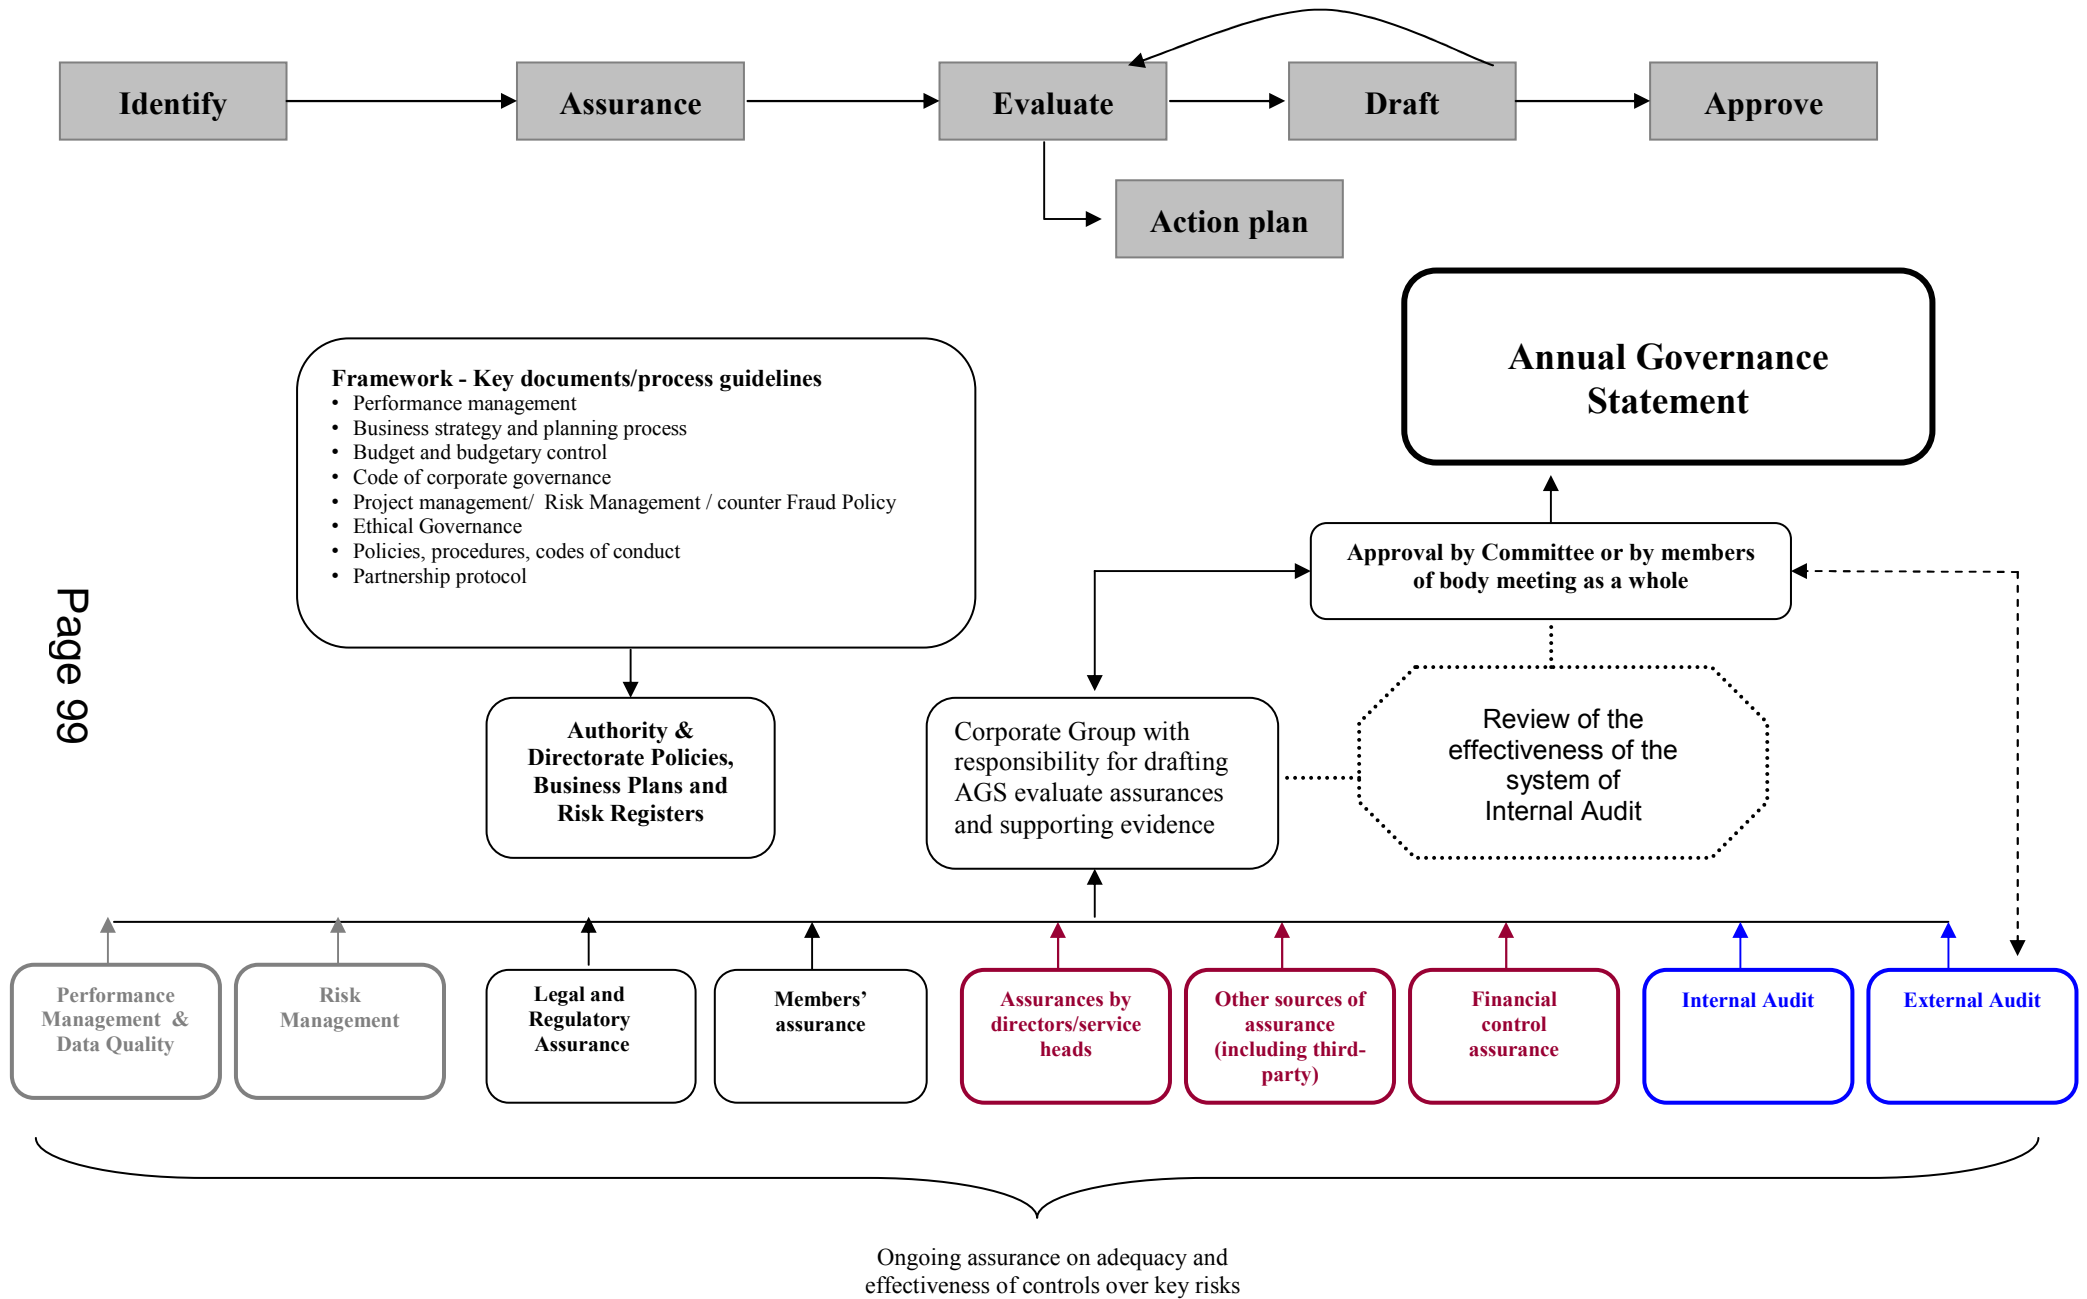 Identify
Assurance
Evaluate
Draft
Approve
Action plan
Annual Governance
Statement
Framework - Key documents/process guidelines
• Performance management
• Business strategy and planning process
• Budget and budgetary control
• Code of corporate governance
• Project management/  Risk Management / counter Fraud Policy
• Ethical Governance
• Policies, procedures, codes of conduct
• Partnership protocol
Approval by Committee or by members
of body meeting as a whole
Page 99
Authority &
Directorate Policies,
Business Plans and
Risk Registers
Corporate Group with
responsibility for drafting
AGS evaluate assurances
and supporting evidence
Review of the
effectiveness of the
system of
Internal Audit
Performance
Management  &
Data Quality
Risk
Management
Legal and
Regulatory
Assurance
Members’
assurance
Assurances by
directors/service
heads
Other sources of
assurance
(including third-
party)
Financial
control
assurance
Internal Audit
External Audit
Ongoing assurance on adequacy and
effectiveness of controls over key risks